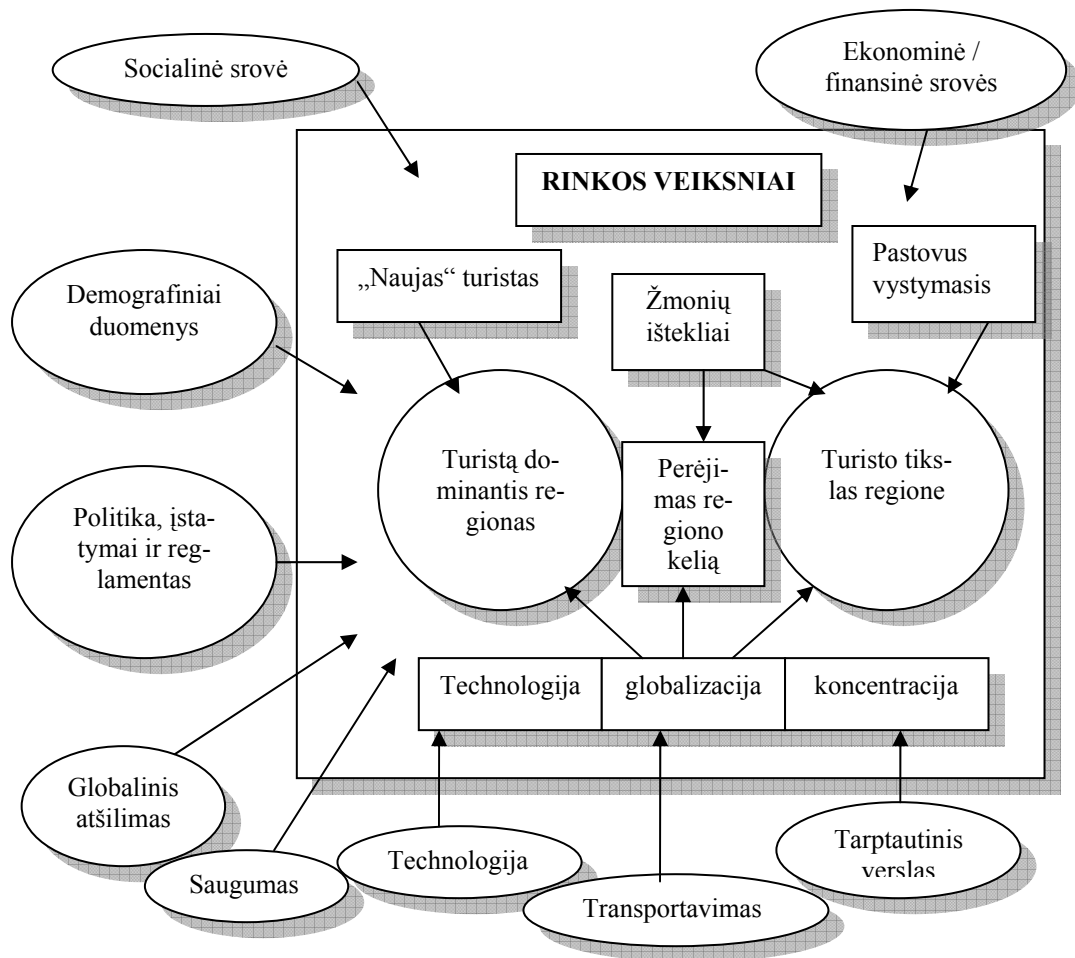 Socialinė srovė
Ekonominė /
finansinė srovės
RINKOS VEIKSNIAI
„Naujas“ turistas
Žmonių
ištekliai
Pastovus
vystymasis
Demografiniai
duomenys
Turistą do-
minantis re-
gionas
Perėji-
mas re-
giono
kelią
Turisto tiks-
las regione
Politika, įsta-
tymai ir reg-
lamentas
Technologija
globalizacija
koncentracija
Globalinis
atšilimas
Saugumas
Technologija
Transportavimas
Tarptautinis
verslas